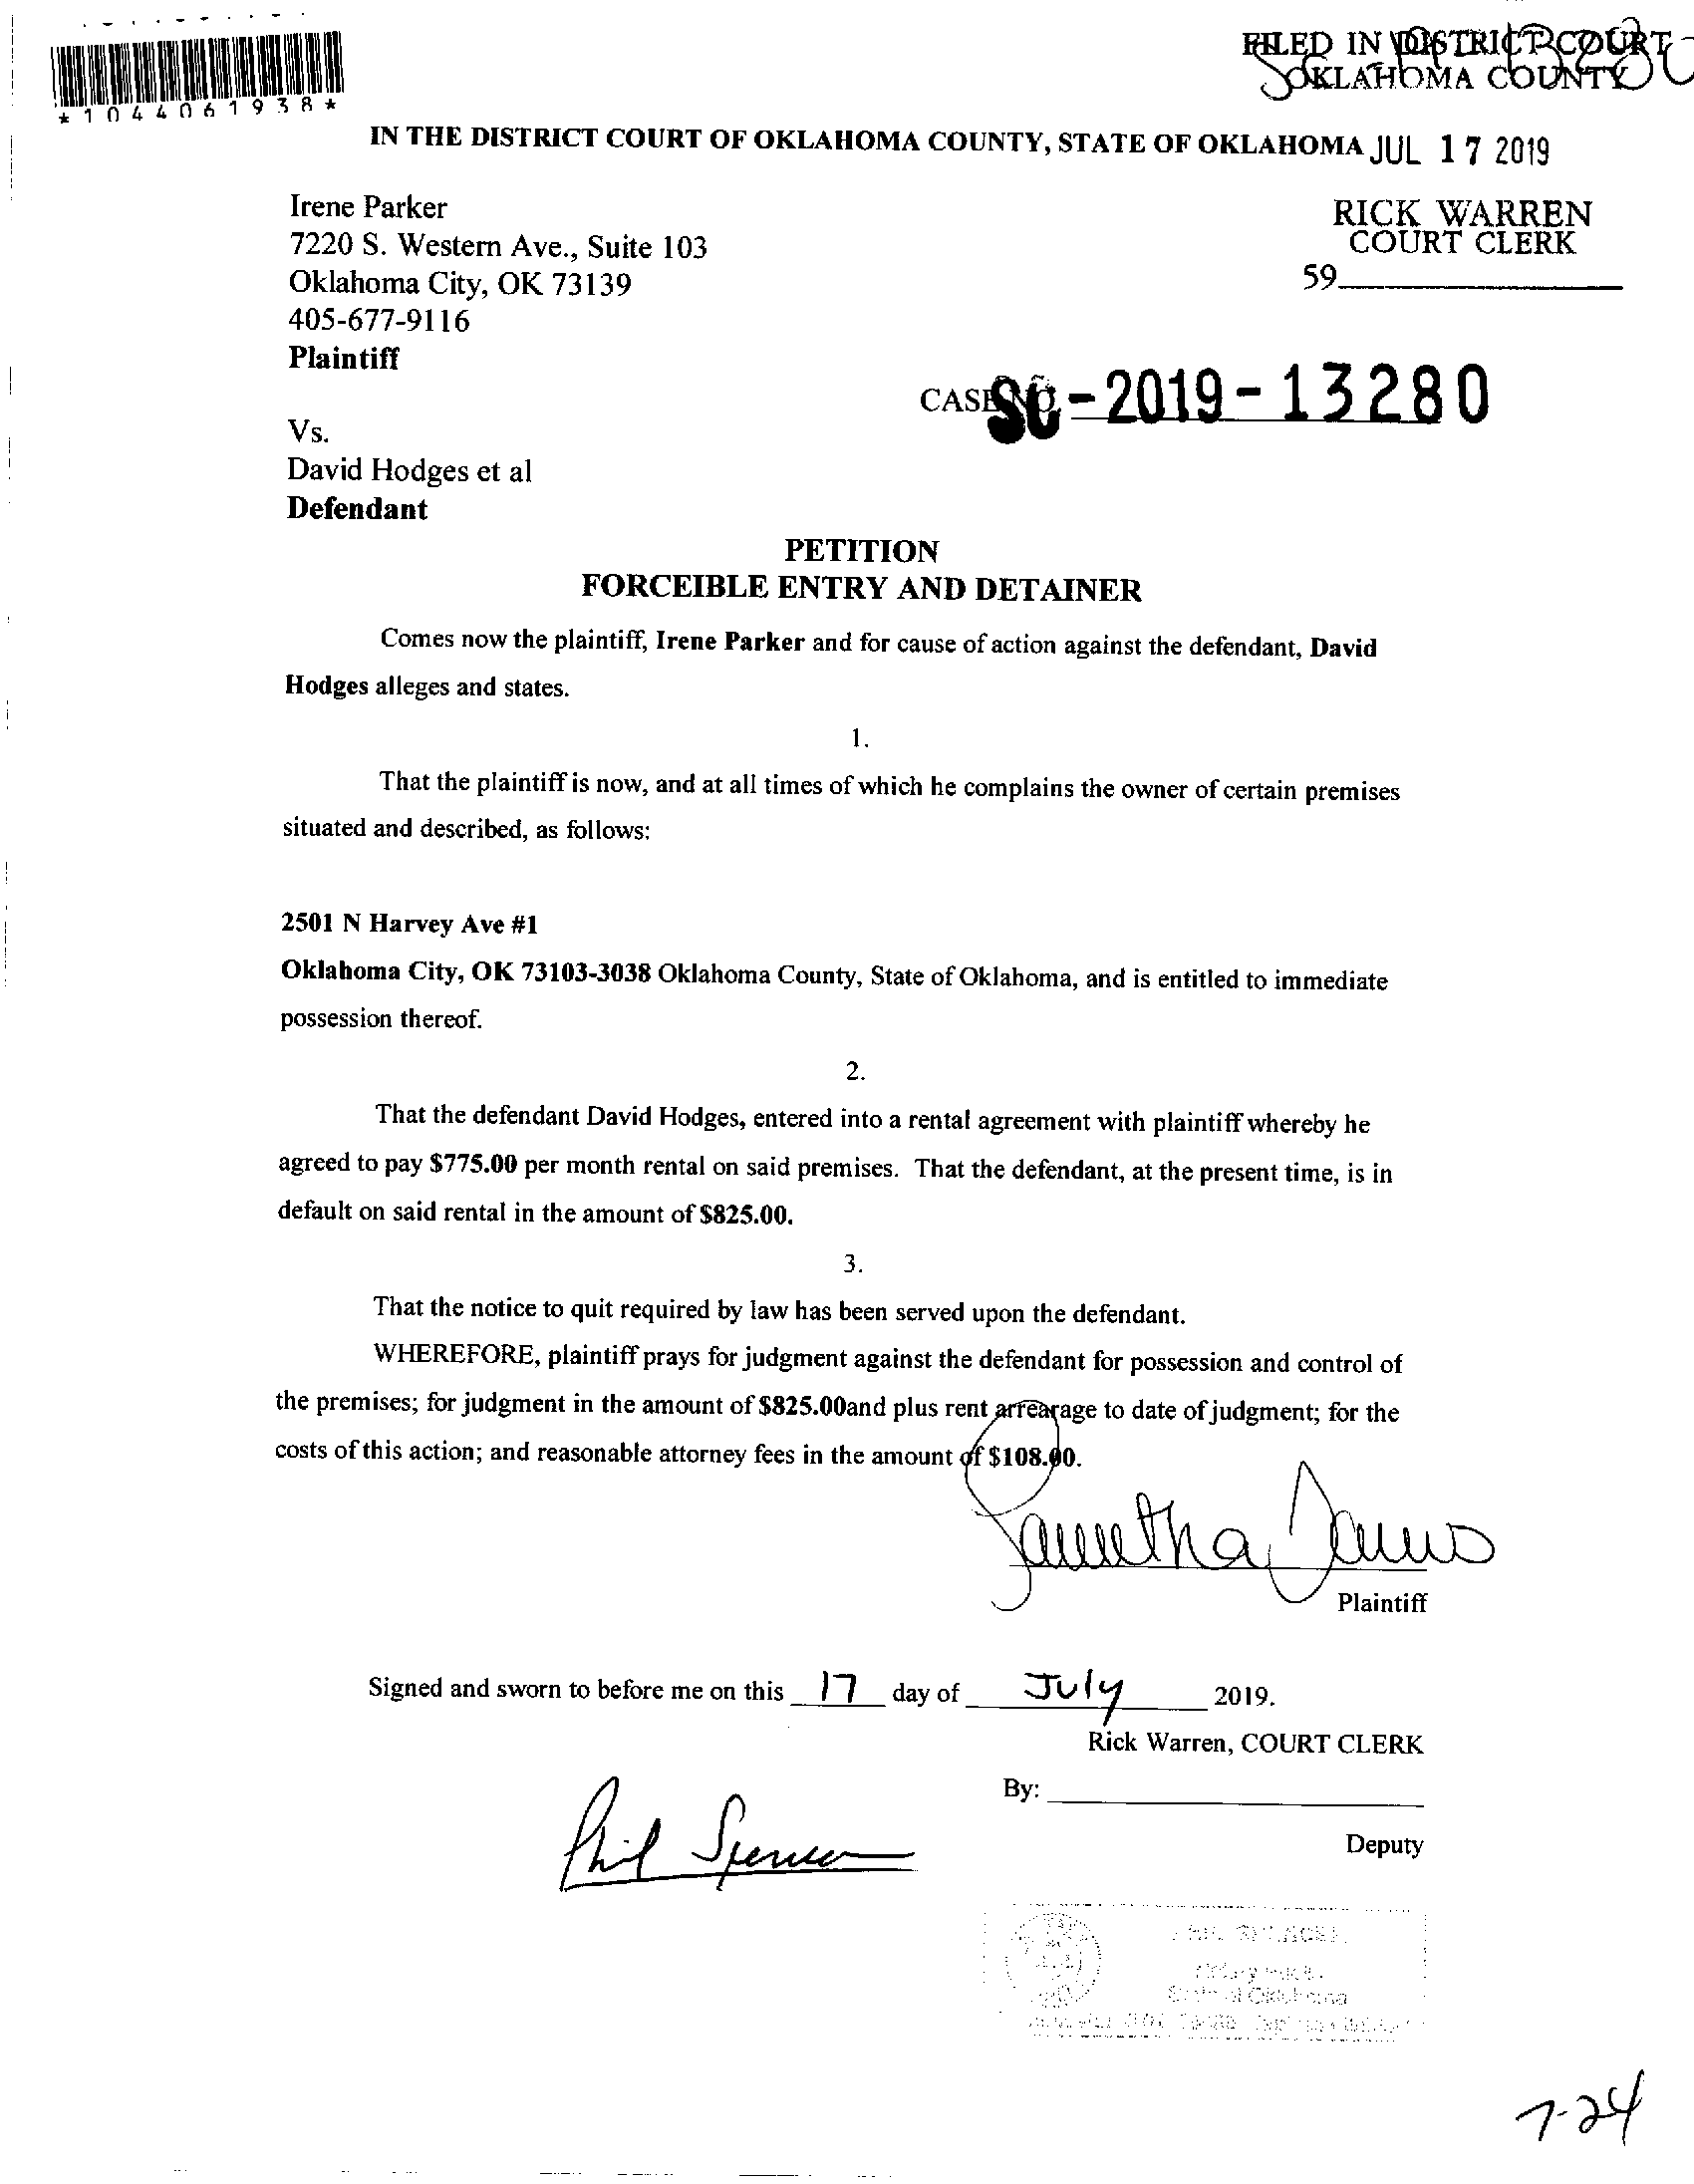 *1044061938*
FILED IN DISTRICT COURT
OKLAHOMA COUNTY
IN THE DISTRICT COURT OF OKLAHOMA COUNTY, STATE OF OKLAHOMA JUL 17 2019
Irene Parker
7220 S. Western Ave., Suite 103
Oklahoma City, OK 73139
405-677-9116
Plaintiff
RICK WARREN
COURT CLERK
59
CASE NO. SC-2019-13280
Vs.
David Hodges et al
Defendant
PETITION
FORCEIBLE ENTRY AND DETAINER
Comes now the plaintiff, Irene Parker and for cause of action against the defendant, David
Hodges alleges and states.
1.
That the plaintiff is now, and at all times of which he complains the owner of certain premises
situated and described, as follows:
2501 N Harvey Ave #1
Oklahoma City, OK 73103-3038 Oklahoma County, State of Oklahoma, and is entitled to immediate
possession thereof.
2.
That the defendant David Hodges, entered into a rental agreement with plaintiff whereby he
agreed to pay $775.00 per month rental on said premises. That the defendant, at the present time, is in
default on said rental in the amount of $825.00.
3.
That the notice to quit required by law has been served upon the defendant.
WHEREFORE, plaintiff prays for judgment against the defendant for possession and control of
the premises; for judgment in the amount of $825.00and plus rent arrearage to date of judgment; for the
costs of this action; and reasonable attorney fees in the amount of $108.00.
Plaintiff
Signed and sworn to before me on this 17 day of July 2019.
Rick Warren, COURT CLERK
By:
Phil Spencer
Deputy
State of Oklahoma
7-24